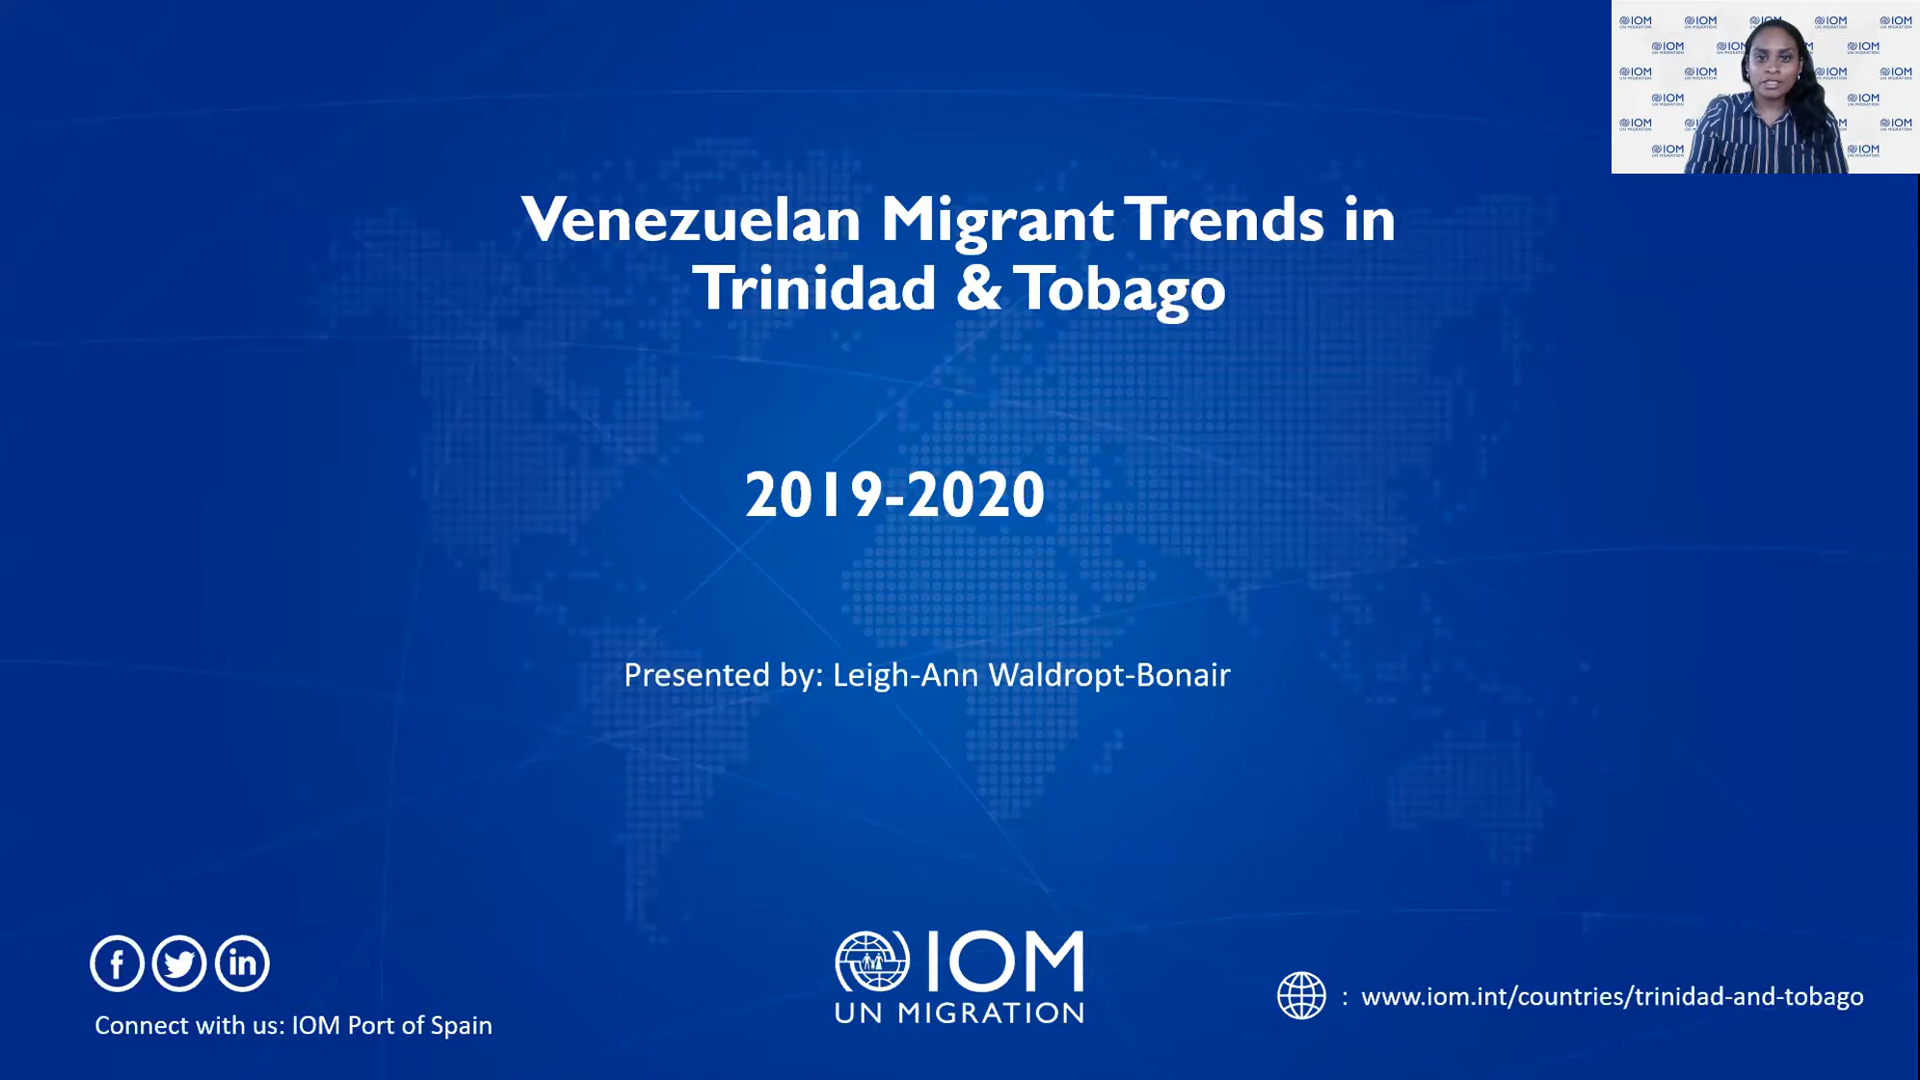 Venezuelan Migrant Trends in
Trinidad & Tobago
2019-2020
Presented by: Leigh-Ann Waldropt-Bonair
Connect with us: IOM Port of Spain
IOM
UN MIGRATION
: www.iom.int/countries/trinidad-and-tobago